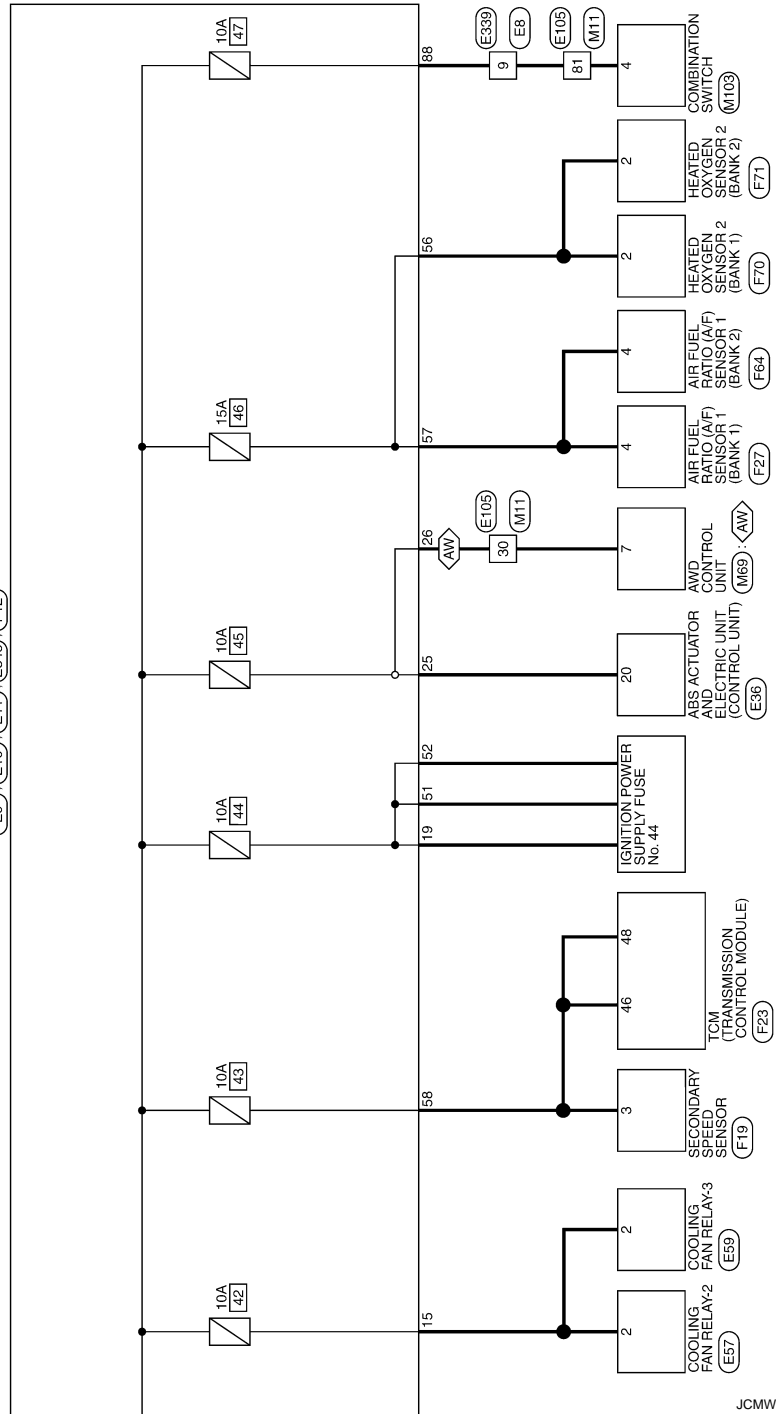 10A
47
88
E339
E8
9
E105
M11
81
4
COMBINATION
SWITCH
M103
2
HEATED
OXYGEN
SENSOR 2
(BANK 2)
F71
56
2
HEATED
OXYGEN
SENSOR 2
(BANK 1)
F70
4
AIR FUEL
RATIO (A/F)
SENSOR 1
(BANK 2)
F64
15A
46
57
4
AIR FUEL
RATIO (A/F)
SENSOR 1
(BANK 1)
F27
26
AW
E105
M11
30
7
AWD
CONTROL
UNIT
M69 : AW
10A
45
25
20
ABS ACTUATOR
AND
ELECTRIC UNIT
(CONTROL UNIT)
E36
10A
44
52
51
19
IGNITION POWER
SUPPLY FUSE
No. 44
48
46
TCM
(TRANSMISSION
CONTROL MODULE)
F23
10A
43
58
3
SECONDARY
SPEED
SENSOR
F19
2
COOLING
FAN RELAY-3
E59
10A
42
15
2
COOLING
FAN RELAY-2
E57
JCMW